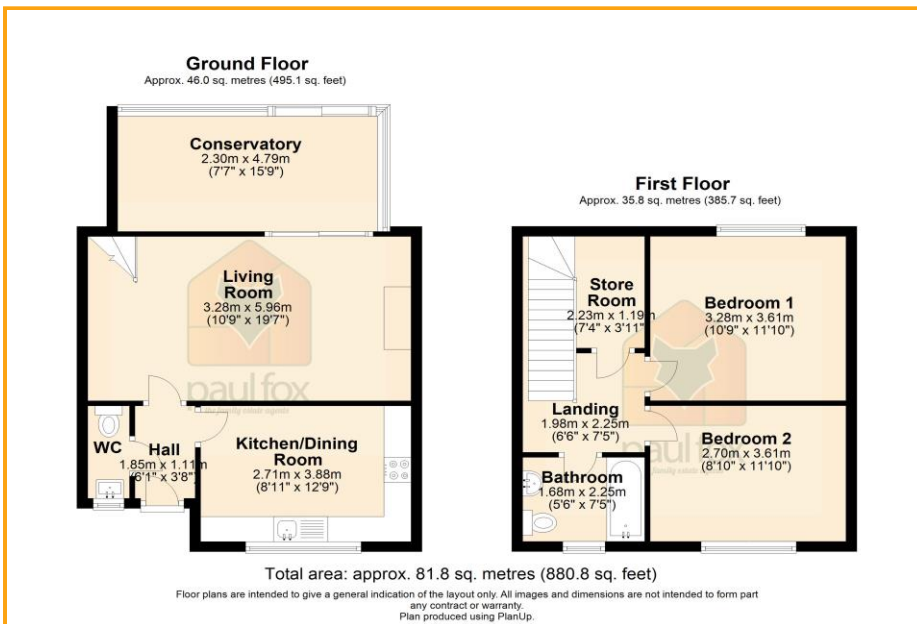 Ground Floor
Approx. 46.0 sq. metres (495.1 sq. feet)
Conservatory
2.30m x 4.79m
(7'7" x 15'9")
Living
Room
3.28m x 5.96m
(10'9" x 19'7")
paulfox
WC
Hall
1.85m x 1.11m
(6'1" x 3'8")
Kitchen/Dining
Room
2.71m x 3.88m
(8'11" x 12'9")
First Floor
Approx. 35.8 sq. metres (385.7 sq. feet)
Store
Room
2.23m x 1.19m
(7'4" x 3'11")
Bedroom 1
3.28m x 3.61m
(10'9" x 11'10")
paulfox
Landing
1.98m x 2.25m
(6'6" x 7'5")
Bedroom 2
2.70m x 3.61m
(8'10" x 11'10")
Bathroom
1.68m x 2.25m
(5'6" x 7'5")
Total area: approx. 81.8 sq. metres (880.8 sq. feet)
Floor plans are intended to give a general indication of the layout only. All images and dimensions are not intended to form part
any contract or warranty.
Plan produced using PlanUp.